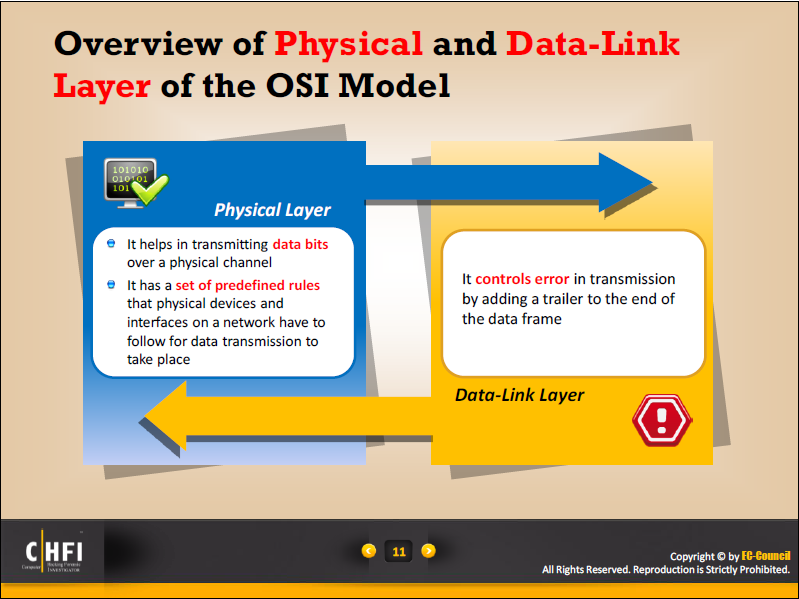 Overview of Physical and Data-Link
Layer of the OSI Model
101010
010101
101
Physical Layer
It helps in transmitting data bits
over a physical channel
It has a set of predefined rules
that physical devices and
interfaces on a network have to
follow for data transmission to
take place
It controls error in transmission
by adding a trailer to the end of
the data frame
Data-Link Layer
CHFI
Computer Hacking Forensic
INVESTIGATOR
11
Copyright © by EC-Council
All Rights Reserved. Reproduction is Strictly Prohibited.